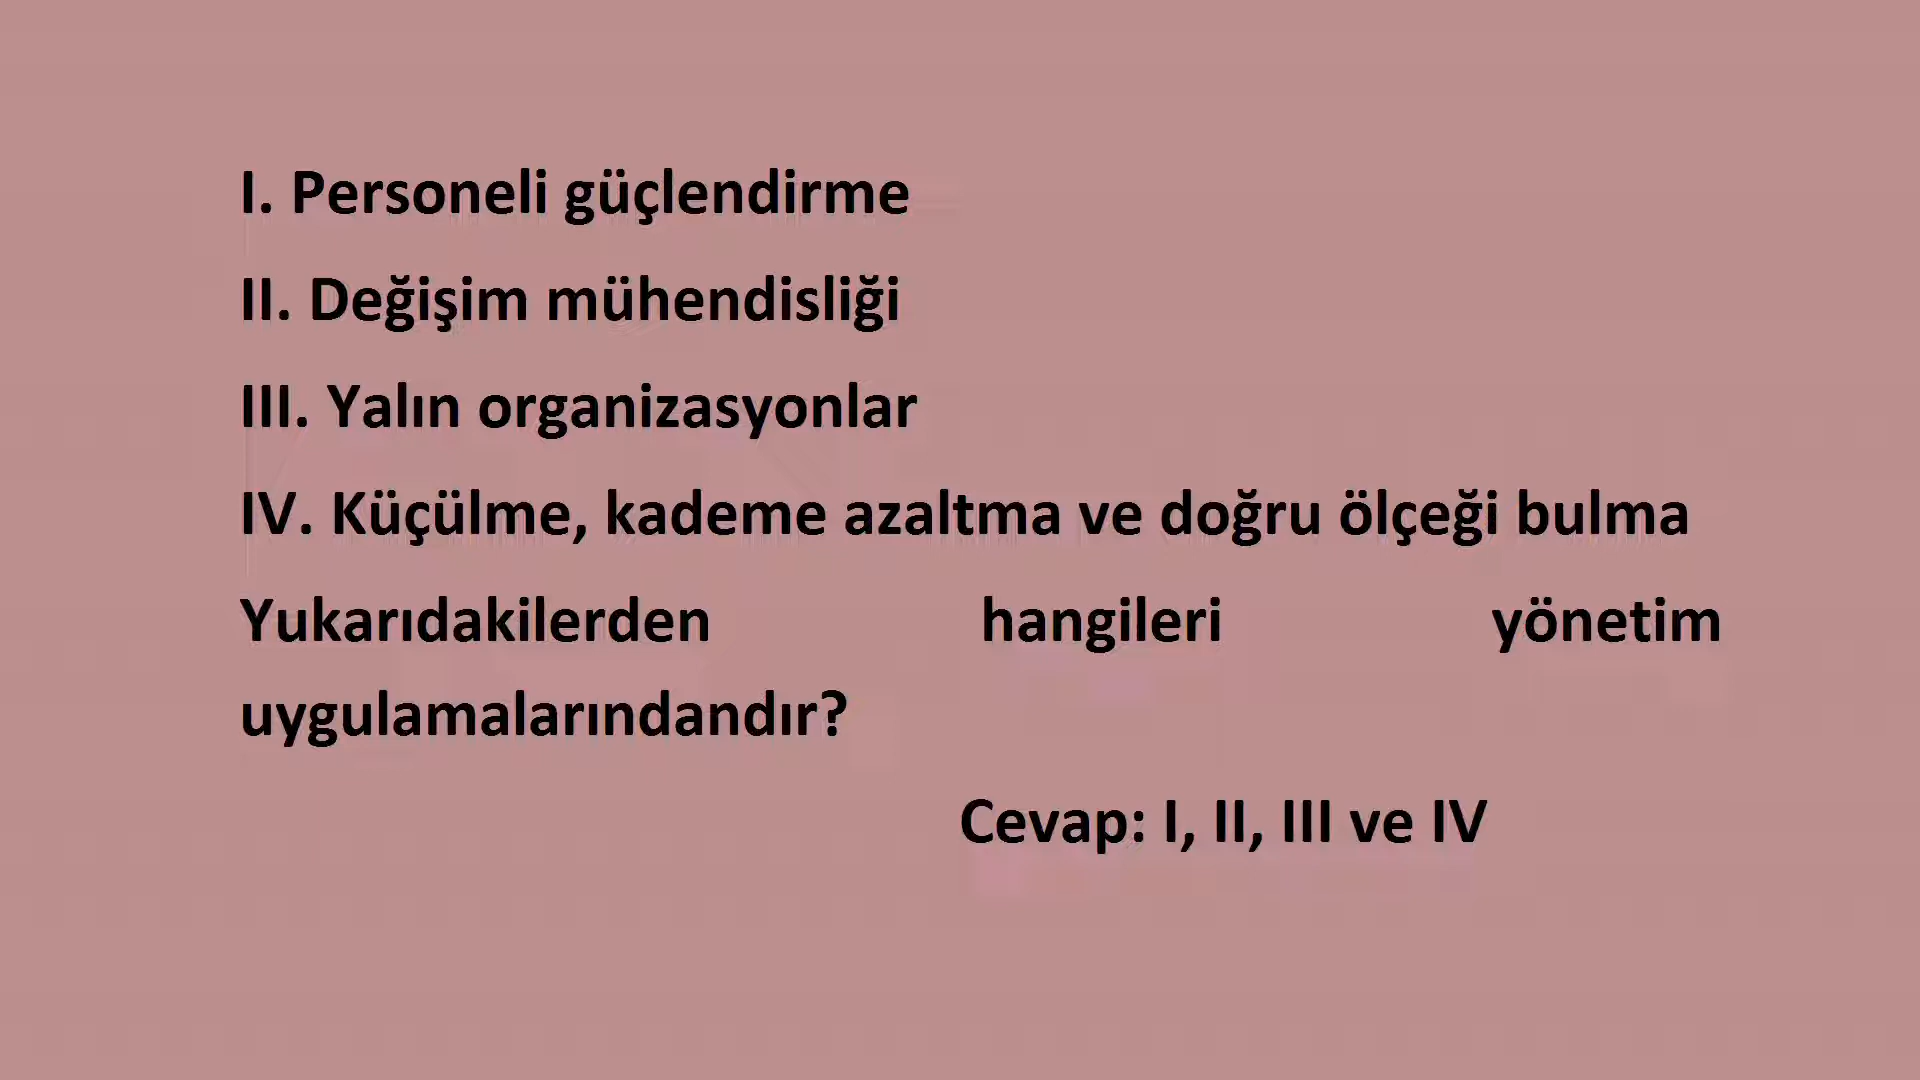 I. Personeli güçlendirme
II. Değişim mühendisliği
III. Yalın organizasyonlar
IV. Küçülme, kademe azaltma ve doğru ölçeği bulma
Yukarıdakilerden hangileri yönetim
uygulamalarındandır?
Cevap: I, II, III ve IV